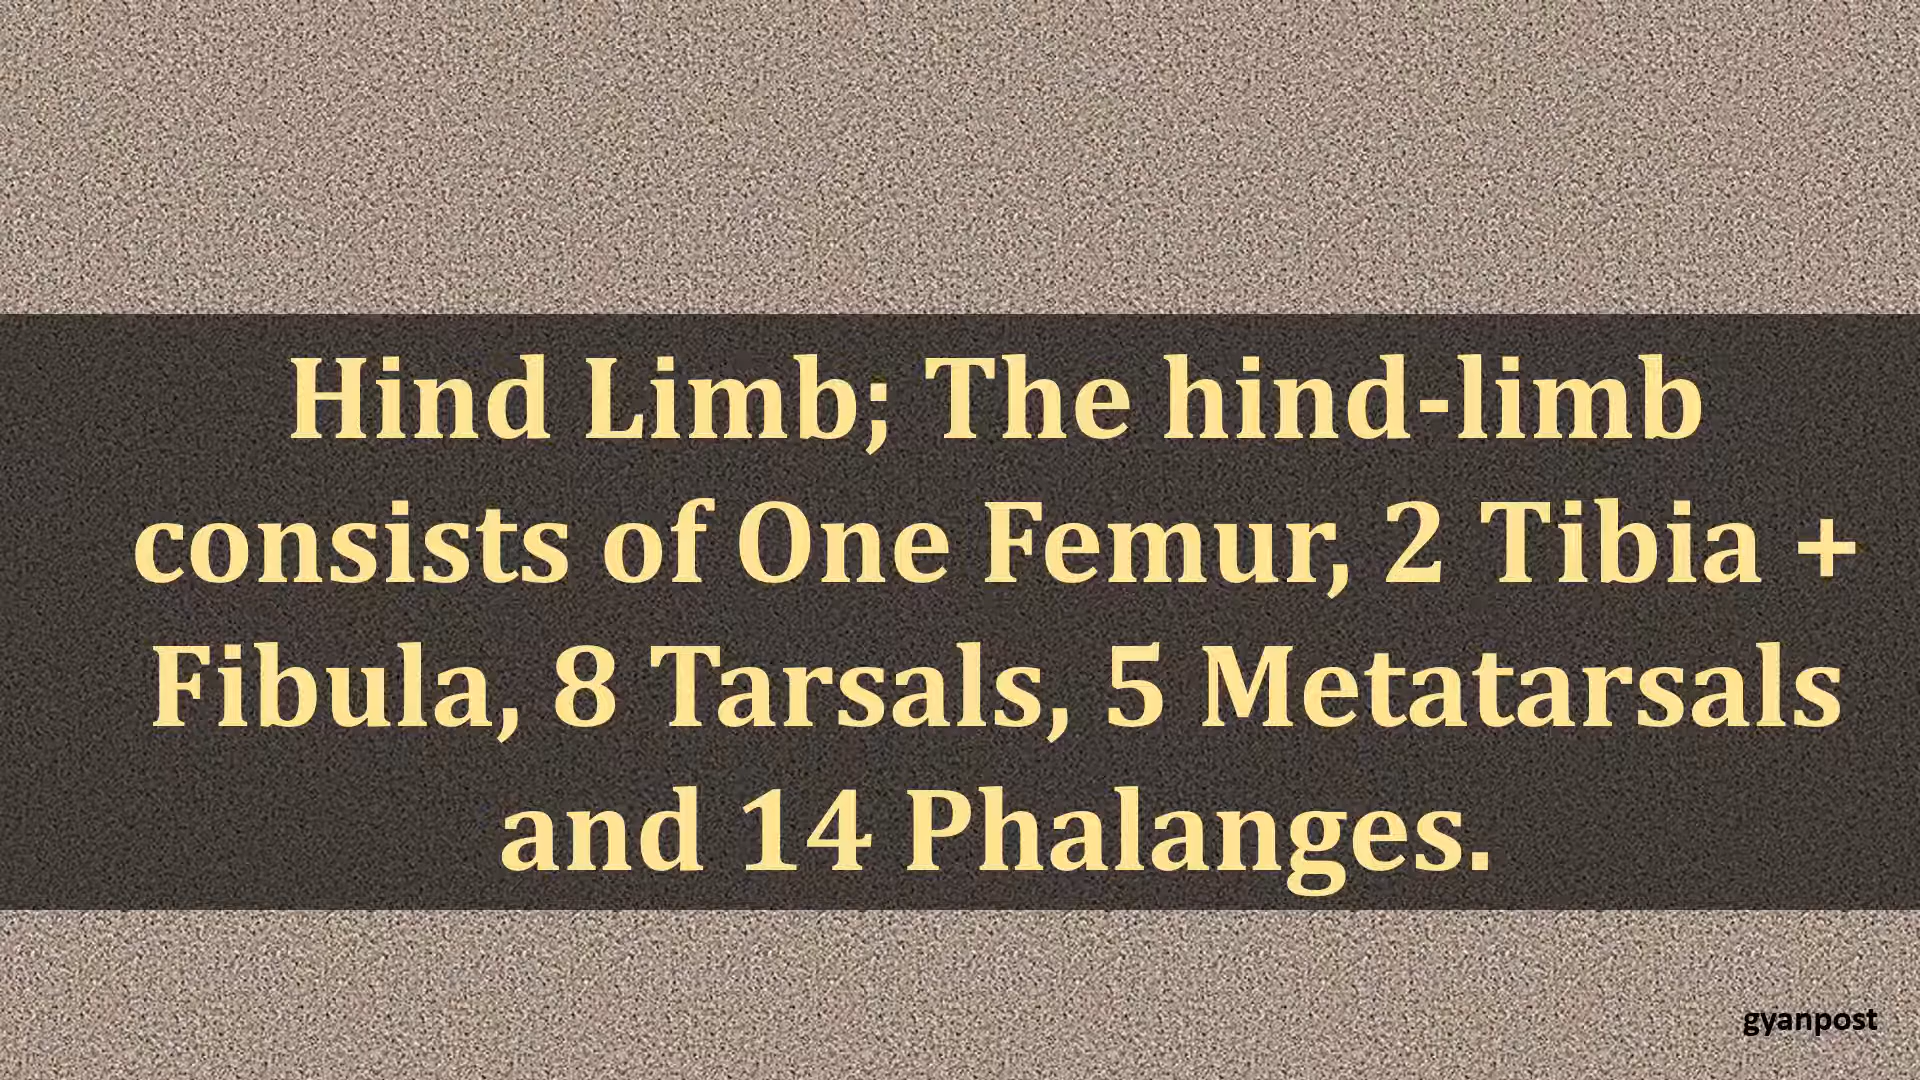 Hind Limb; The hind-limb
consists of One Femur, 2 Tibia +
Fibula, 8 Tarsals, 5 Metatarsals
and 14 Phalanges.
gyanpost